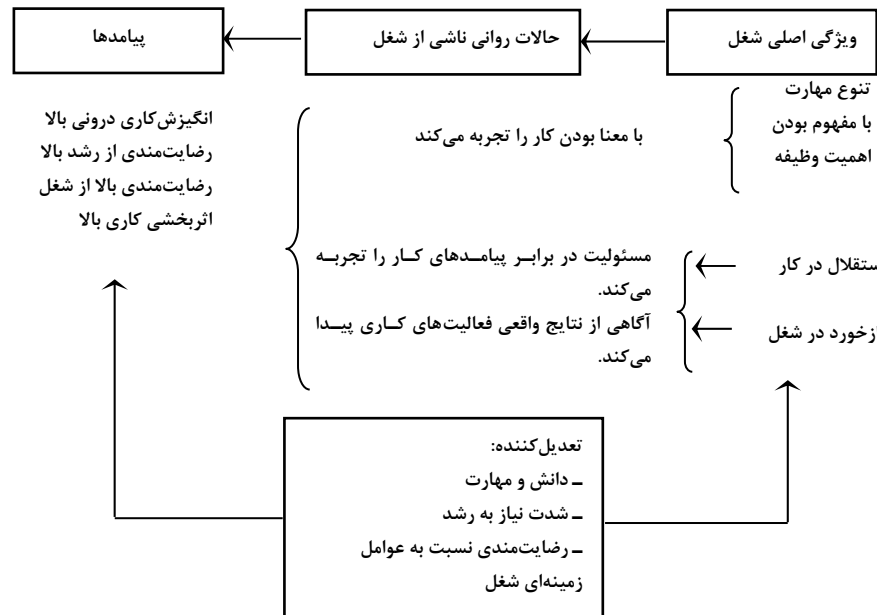 ویژگی اصلی شغل
حالات روانی ناشی از شغل
پیامدها
تنوع مهارت
با مفهوم بودن
اهمیت وظیفه
با معنا بودن کار را تجربه می‌کند
انگیزش‌کاری درونی بالا
رضایت‌مندی از رشد بالا
رضایت‌مندی بالا از شغل
اثربخشی کاری بالا
ستقلال در کار
مسئولیت در برابر پیامدهای کار را تجربه
می‌کند.
ازخورد در شغل
آگاهی از نتایج واقعی فعالیت‌های کاری پیدا
می‌کند.
تعدیل‌کننده:
ـ دانش و مهارت
ـ شدت نیاز به رشد
ـ رضایت‌مندی نسبت به عوامل
زمینه‌ای شغل